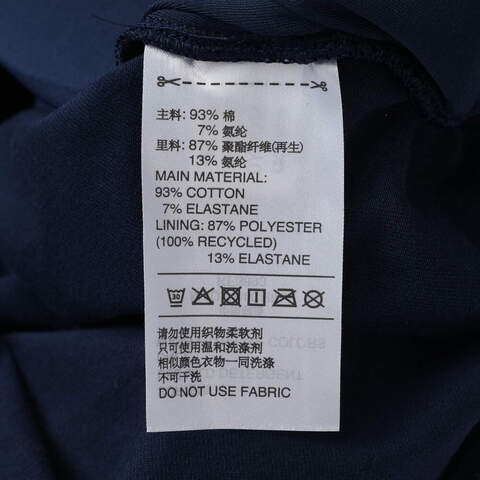 主料: 93% 棉
7% 氨纶
里料: 87% 聚酯纤维(再生)
13% 氨纶
MAIN MATERIAL:
93% COTTON
7% ELASTANE
LINING: 87% POLYESTER
(100% RECYCLED)
13% ELASTANE
30
请勿使用织物柔软剂
只可使用温和洗涤剂
相似颜色衣物一同洗涤
不可干洗
DO NOT USE FABRIC